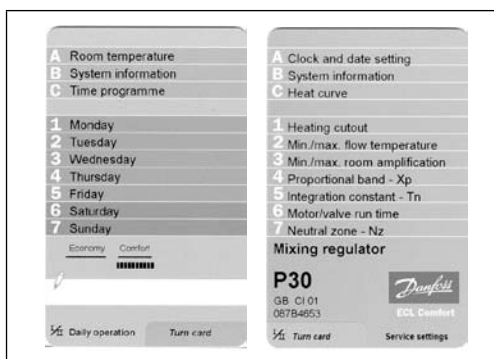 A Room temperature
B System information
C Time programme
1 Monday
2 Tuesday
3 Wednesday
4 Thursday
5 Friday
6 Saturday
7 Sunday
Economy Comfort
Daily operation Turn card
A Clock and date setting
B System information
C Heat curve
1 Heating cutout
2 Min./max. flow temperature
3 Min./max. room amplification
4 Proportional band - Xp
5 Integration constant - Tn
6 Motor/valve run time
7 Neutral zone - Nz
Mixing regulator
P30
GB CI 01
087B4653
Danfoss
ECL Comfort
Turn card Service settings